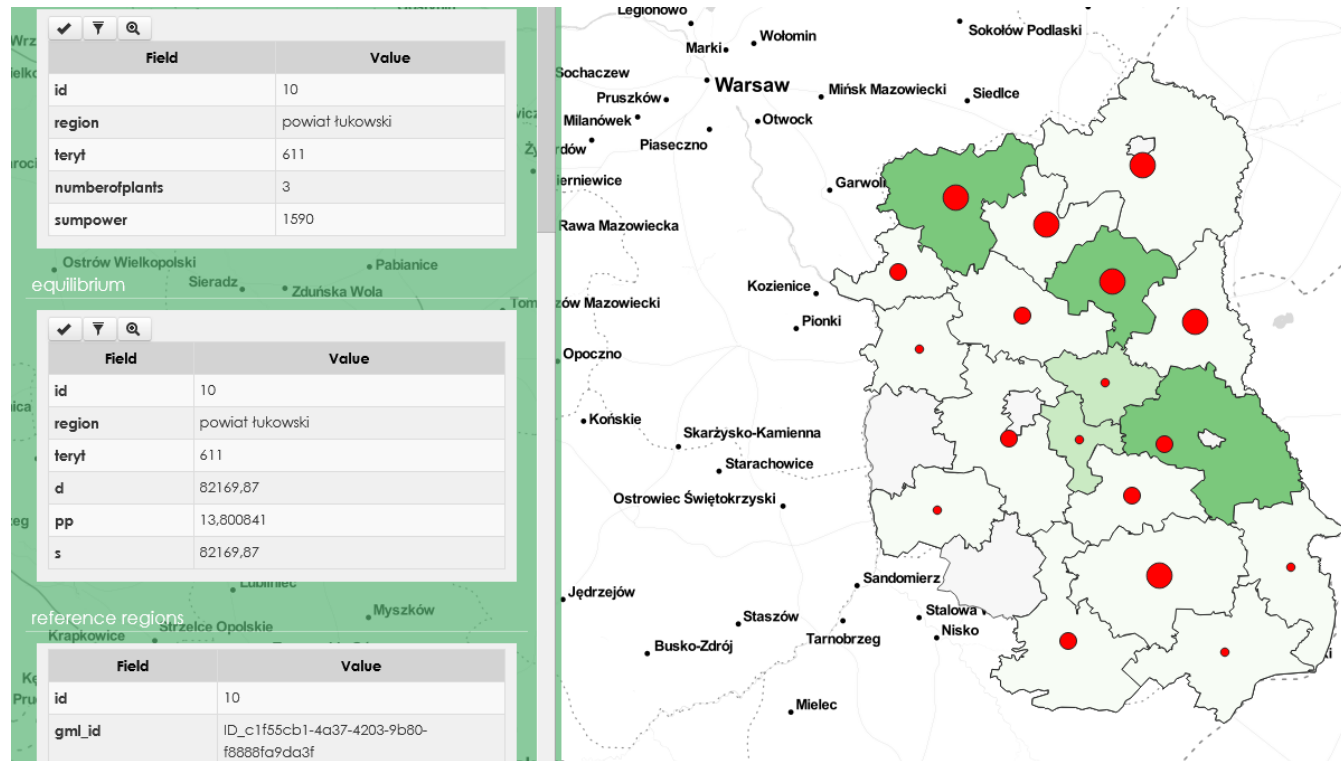 Field Value
id 10
region powiat łukowski
teryt 611
numberofplants 3
sumpower 1590
Ostrów Wielkopolski
Pabianice
equilibrium
Sieradz
Zduńska Wola
Field Value
id 10
region powiat łukowski
teryt 611
d 82169,87
pp 13,800841
s 82169,87
Myszków
reference regions
Krapkowice
Strzelce Opolskie
Field Value
id 10
gml_id ID_c1f55cb1-4a37-4203-9b80-
f8888fa9da3f
Legionowo
Sokołów Podlaski
Wołomin
Marki
Sochaczew
Warsaw
Mińsk Mazowiecki
Siedlce
Pruszków
Milanówek
Otwock
Piaseczno
Rawa Mazowiecka
Kozienice
Tom zów Mazowiecki
Pionki
Opoczno
Końskie
Skarżysko-Kamienna
Starachowice
Ostrowiec Świętokrzyski
Sandomierz
Jędrzejów
Stalowa
Staszów
Tarnobrzeg
Nisko
Busko-Zdrój
Mielec